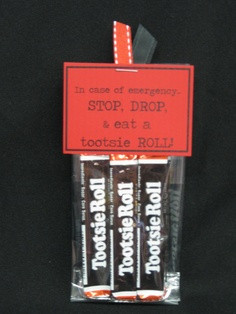 In case of emergency.
STOP, DROP,
& eat a
tootsie ROLL!
Tootsie Roll
Tootsie Roll
Tootsie Roll